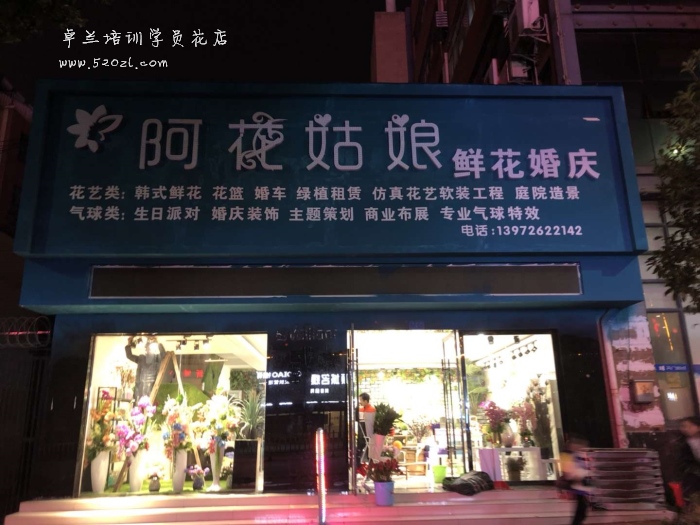 卓兰培训学员花店
www.520zl.com
阿花姑娘 鲜花婚庆
花艺类: 韩式鲜花 花篮 婚车 绿植租赁 仿真花艺软装工程 庭院造景
气球类: 生日派对 婚庆装饰 主题策划 商业布展 专业气球特效
电话:13972622142